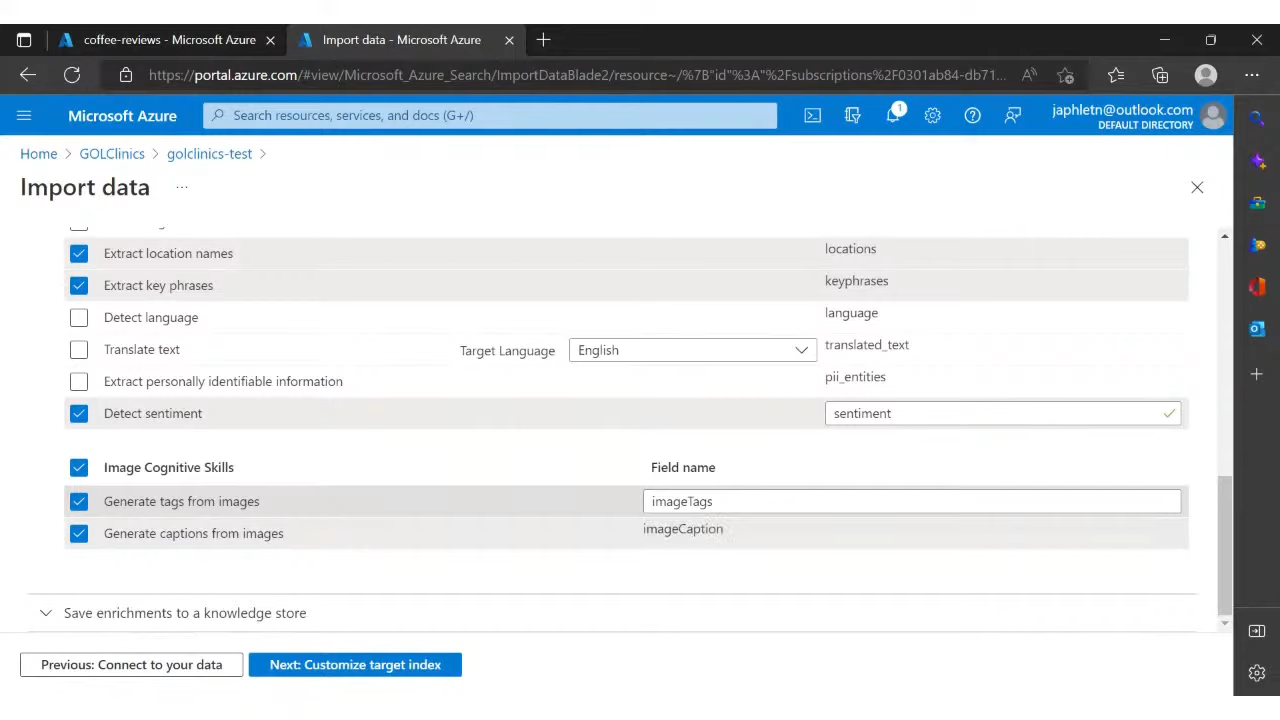 coffee-reviews - Microsoft Azure
Import data - Microsoft Azure
https://portal.azure.com/#view/Microsoft_Azure_Search/ImportDataBlade2/resource~/%7B"id"%3A"%2Fsubscriptions%2F0301ab84-db71...
Microsoft Azure
Search resources, services, and docs (G+/)
1
japhletn@outlook.com
DEFAULT DIRECTORY
Home > GOLClinics > golclinics-test >
Import data ...
Extract location names locations
Extract key phrases keyphrases
Detect language language
Translate text Target Language English translated_text
Extract personally identifiable information pii_entities
Detect sentiment sentiment
Image Cognitive Skills Field name
Generate tags from images imageTags
Generate captions from images imageCaption
Save enrichments to a knowledge store
Previous: Connect to your data Next: Customize target index